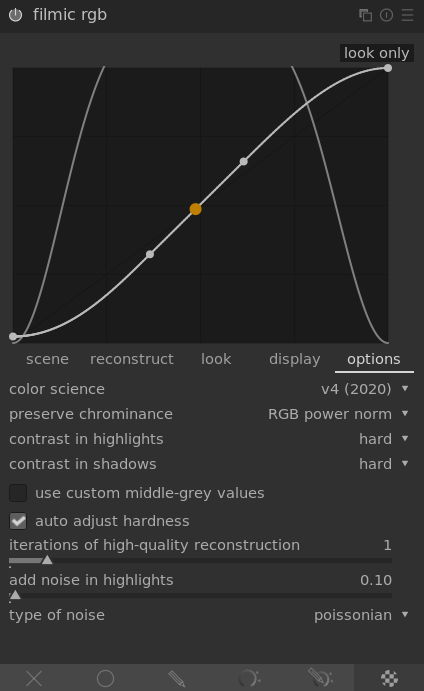 filmic rgb
look only
scene reconstruct look display options
color science v4 (2020)
preserve chrominance RGB power norm
contrast in highlights hard
contrast in shadows hard
use custom middle-grey values
auto adjust hardness
iterations of high-quality reconstruction 1
add noise in highlights 0.10
type of noise poissonian